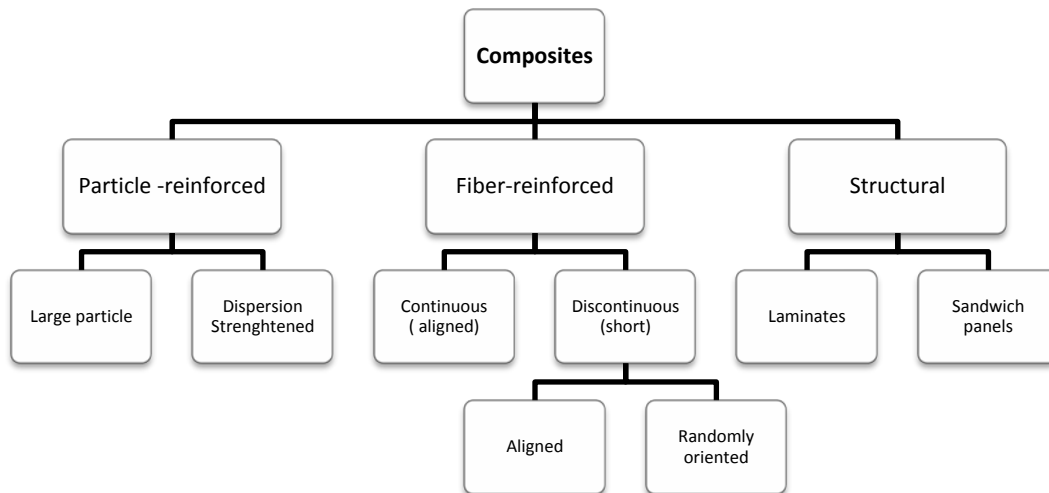 Composites
Particle -reinforced
Fiber-reinforced
Structural
Large particle
Dispersion
Strenghtened
Continuous
( aligned)
Discontinuous
(short)
Laminates
Sandwich
panels
Aligned
Randomly
oriented